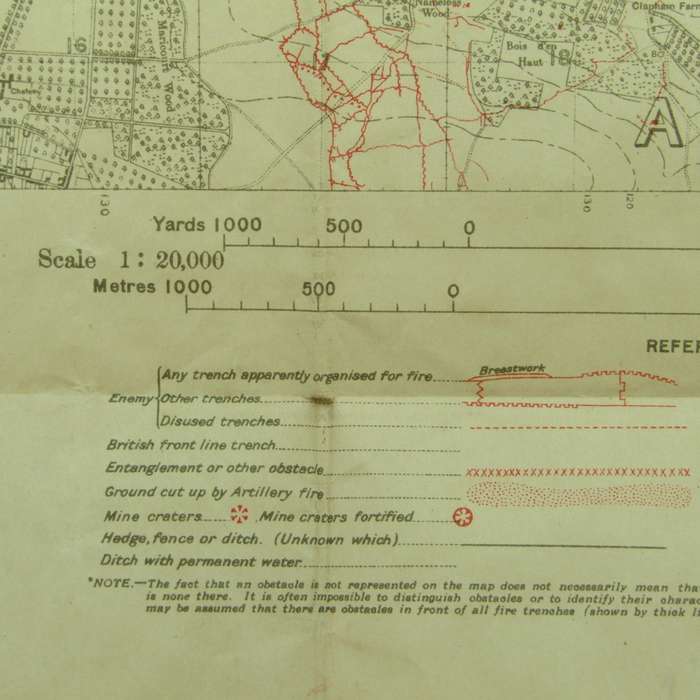 Nameless
Wood
Clapham Farm
16
Bois d'en
Haut
18
Marcourt Wood
Chateau
A
130
130
120
Yards 1000 500 0
Scale 1 : 20,000
Metres 1000 500 0
REFER
Any trench apparently organised for fire
Breastwork
Enemy Other trenches
Disused trenches
British front line trench
Entanglement or other obstacle
Ground cut up by Artillery fire
Mine craters Mine craters fortified
Hedge, fence or ditch. (Unknown which)
Ditch with permanent water
*NOTE.—The fact that an obstacle is not represented on the map does not necessarily mean tha
is none there. It is often impossible to distinguish obstacles or to identify their charac
may be assumed that there are obstacles in front of all fire trenches (shown by thick li